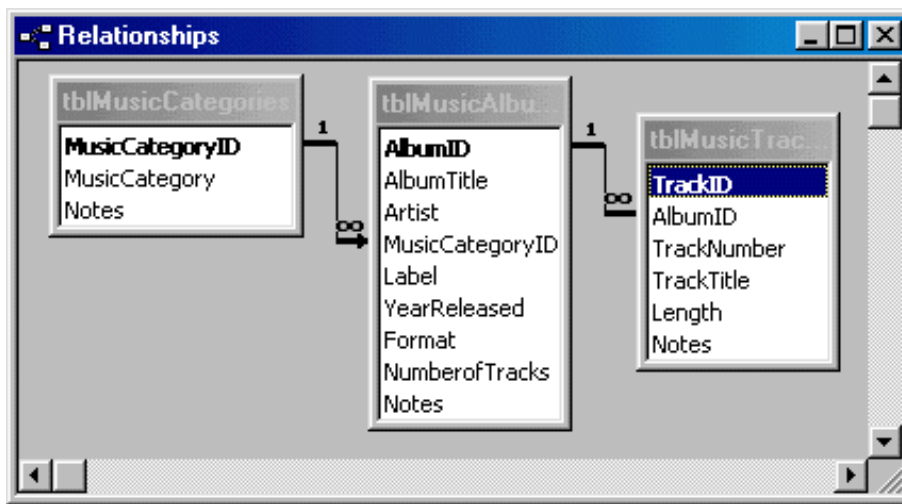 Relationships
tblMusicCategories
MusicCategoryID
MusicCategory
Notes
1
∞
tblMusicAlbu...
AlbumID
AlbumTitle
Artist
MusicCategoryID
Label
YearReleased
Format
NumberofTracks
Notes
1
∞
tblMusicTrac...
TrackID
AlbumID
TrackNumber
TrackTitle
Length
Notes